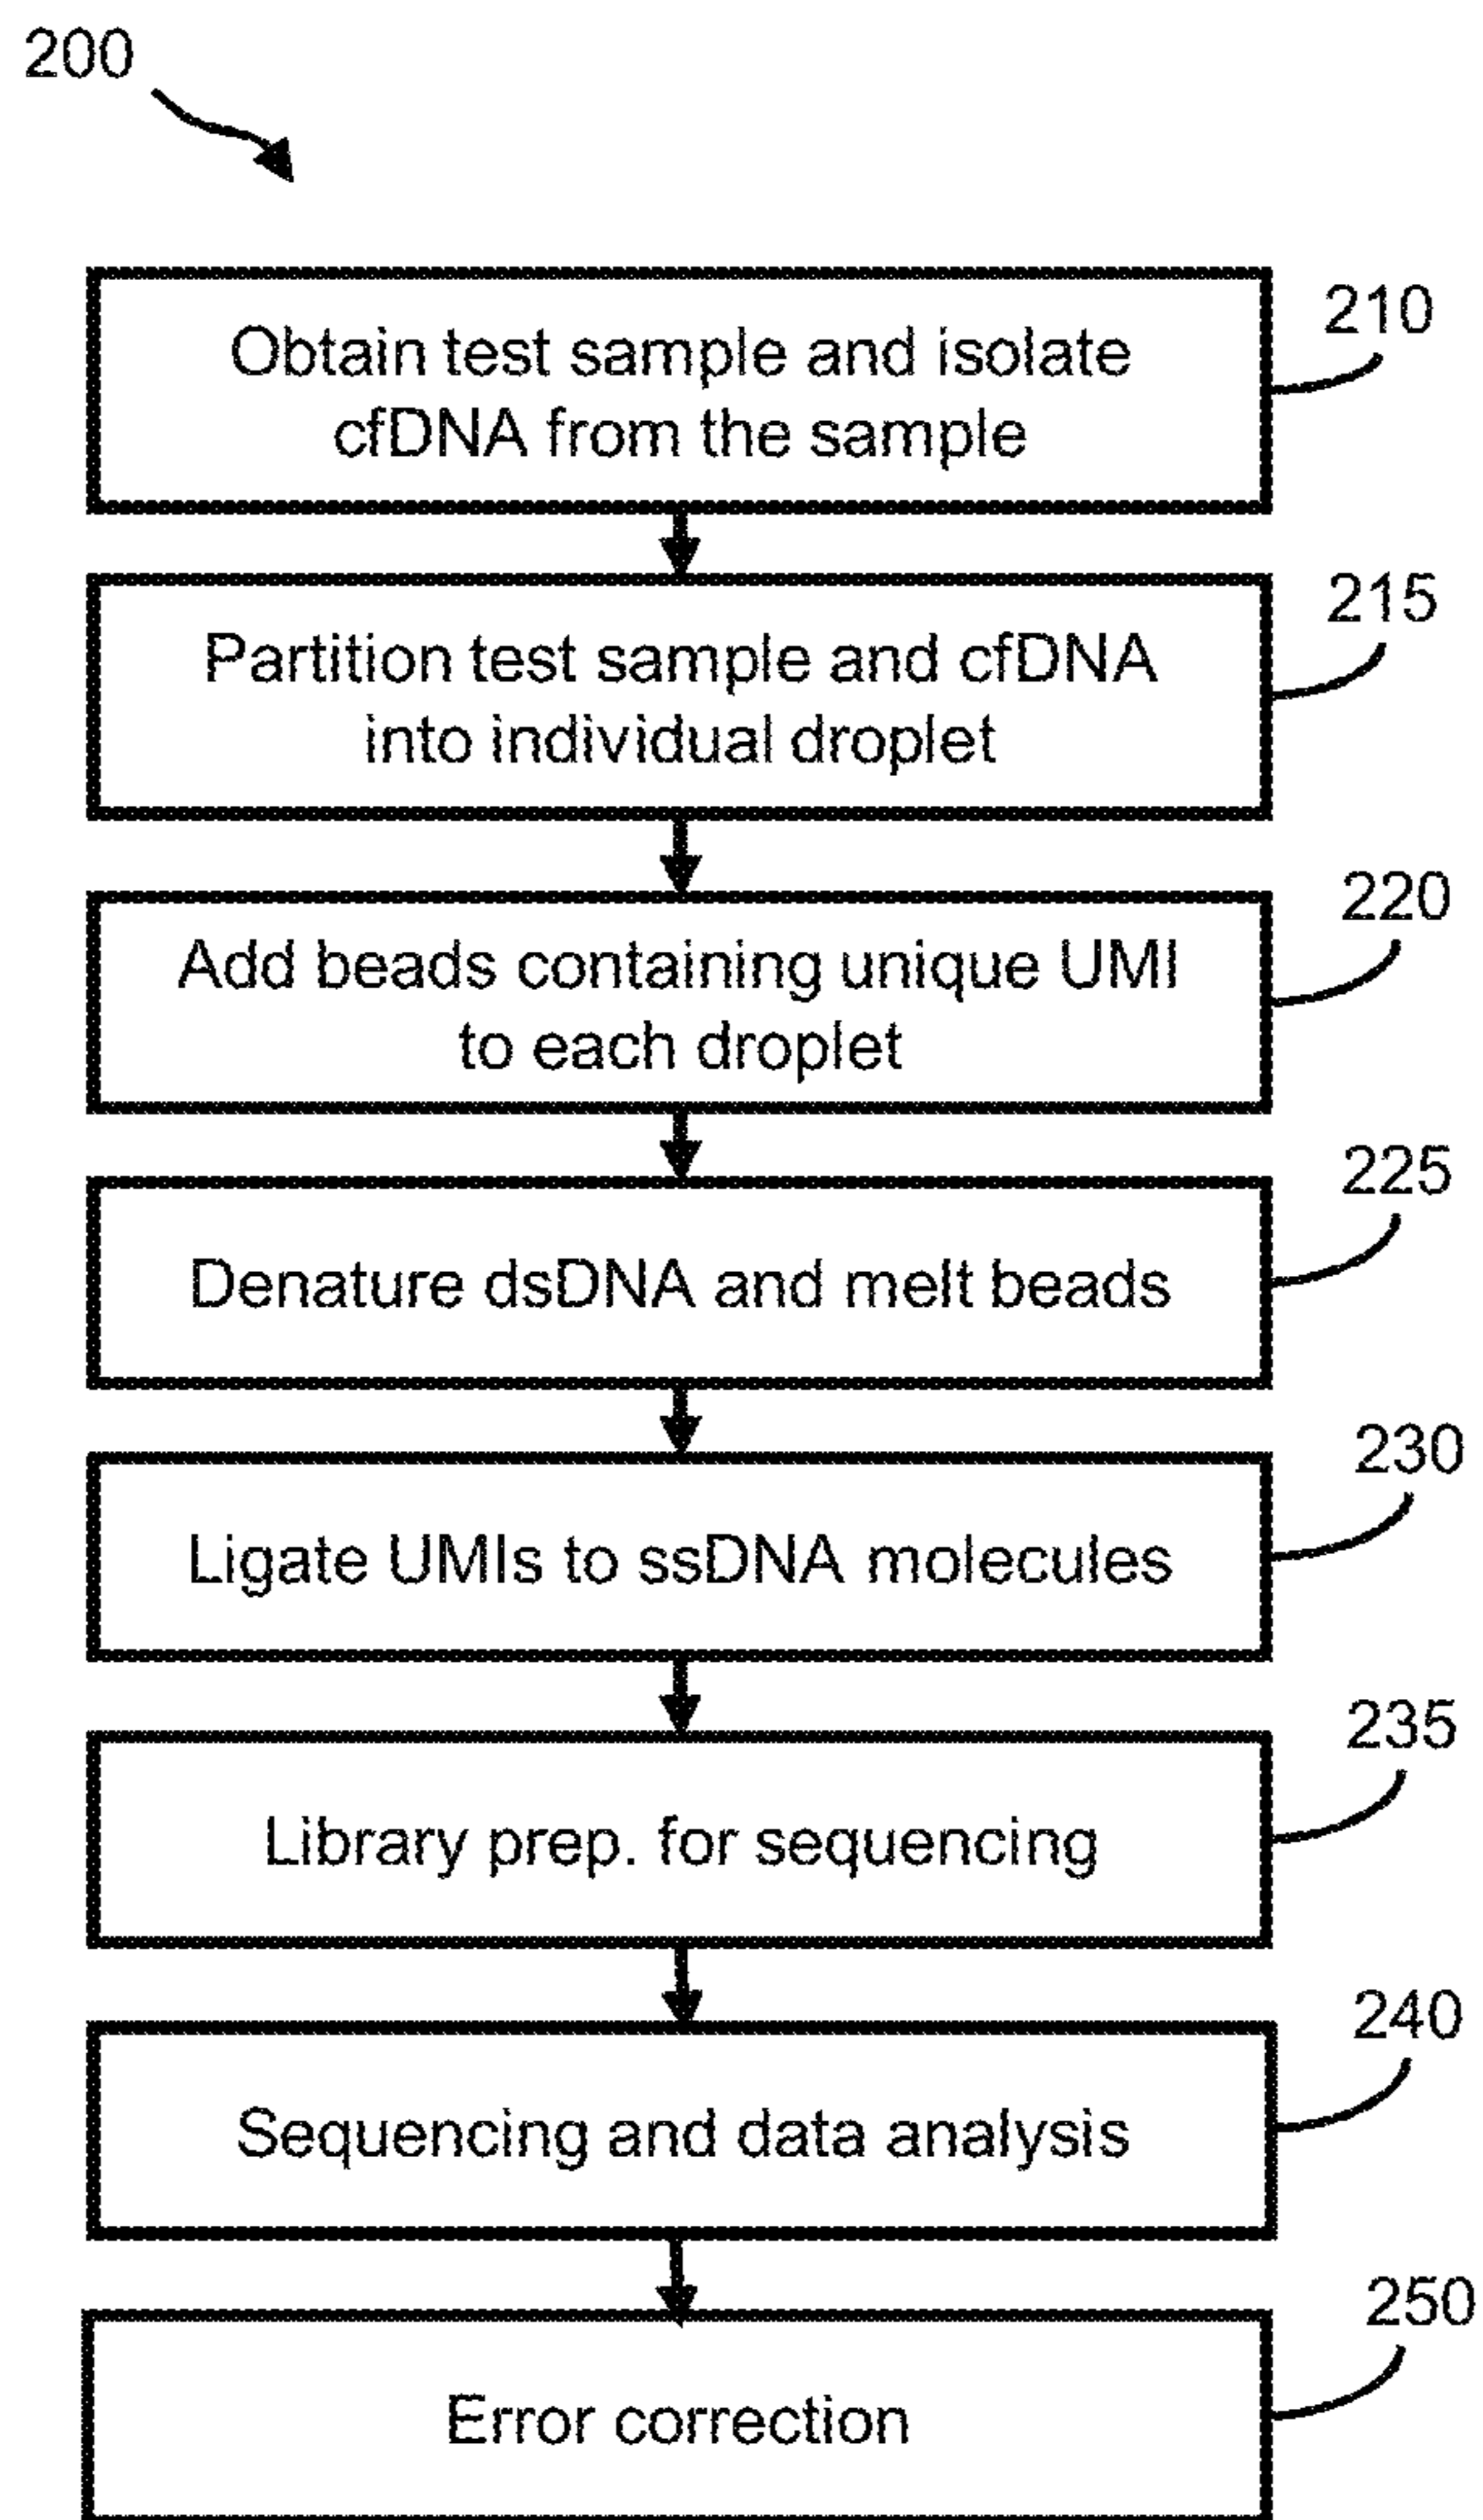 200
210
Obtain test sample and isolate
cfDNA from the sample
215
Partition test sample and cfDNA
into individual droplet
220
Add beads containing unique UMI
to each droplet
225
Denature dsDNA and melt beads
230
Ligate UMIs to ssDNA molecules
235
Library prep. for sequencing
240
Sequencing and data analysis
250
Error correction